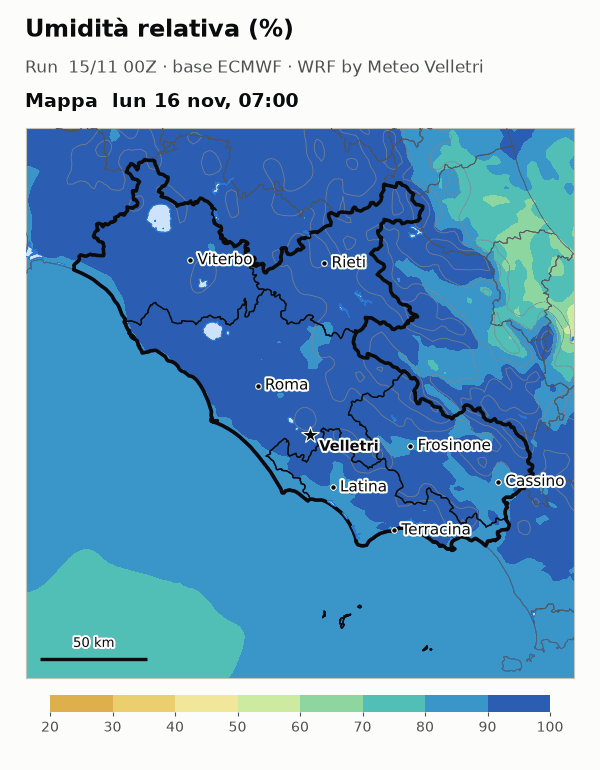 Umidità relativa (%)
Run  15/11 00Z · base ECMWF · WRF by Meteo Velletri
Mappa  lun 16 nov, 07:00
Viterbo
Rieti
Roma
Velletri
Frosinone
Cassino
Latina
Terracina
50 km
20 30 40 50 60 70 80 90 100